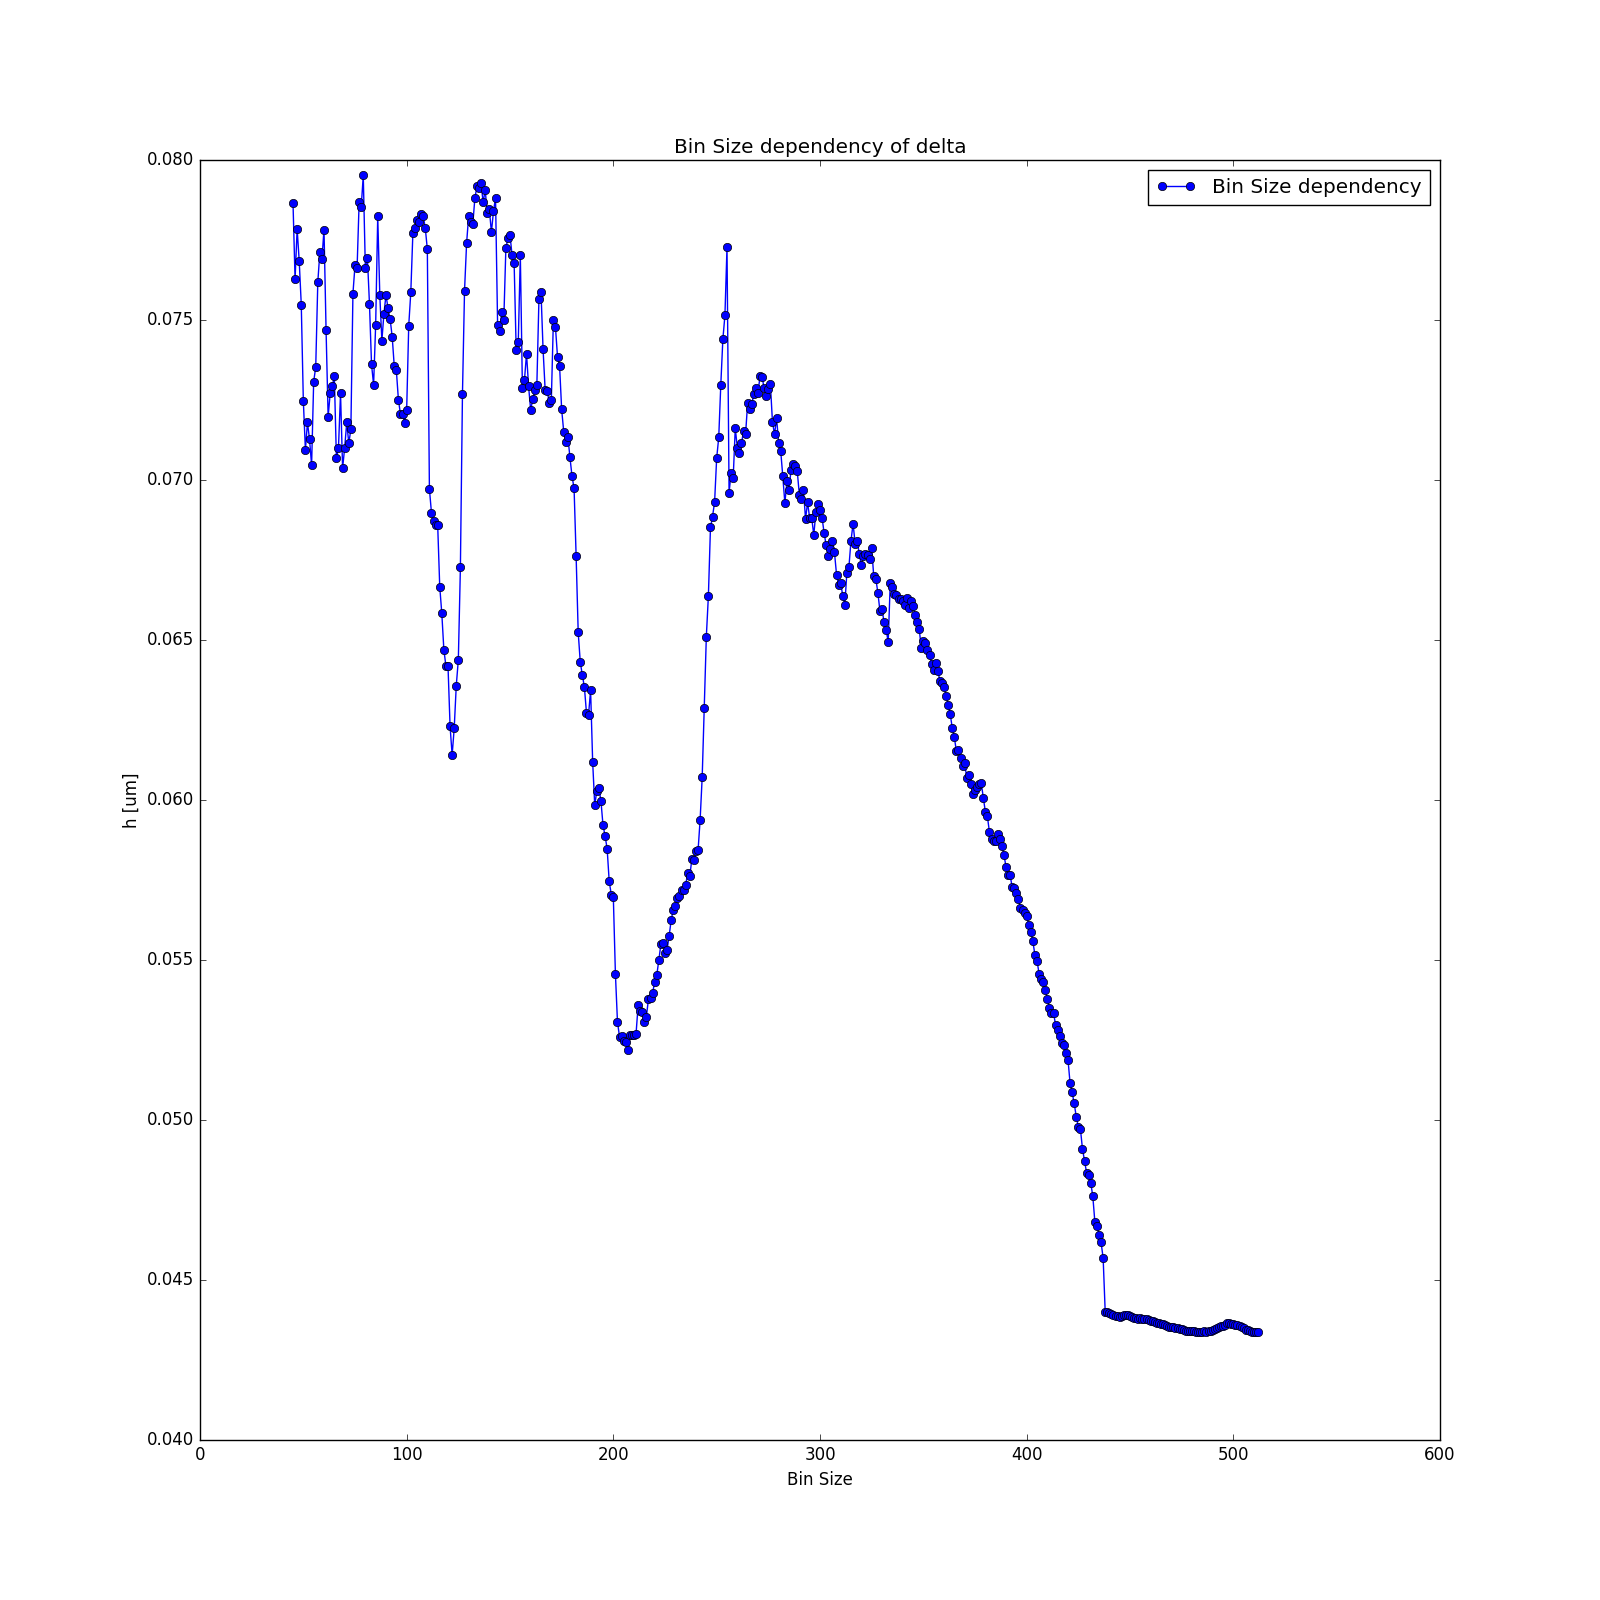 Bin Size dependency of delta
Bin Size dependency
0.080
0.075
0.070
0.065
0.060
0.055
0.050
0.045
0.040
h [um]
0 100 200 300 400 500 600
Bin Size